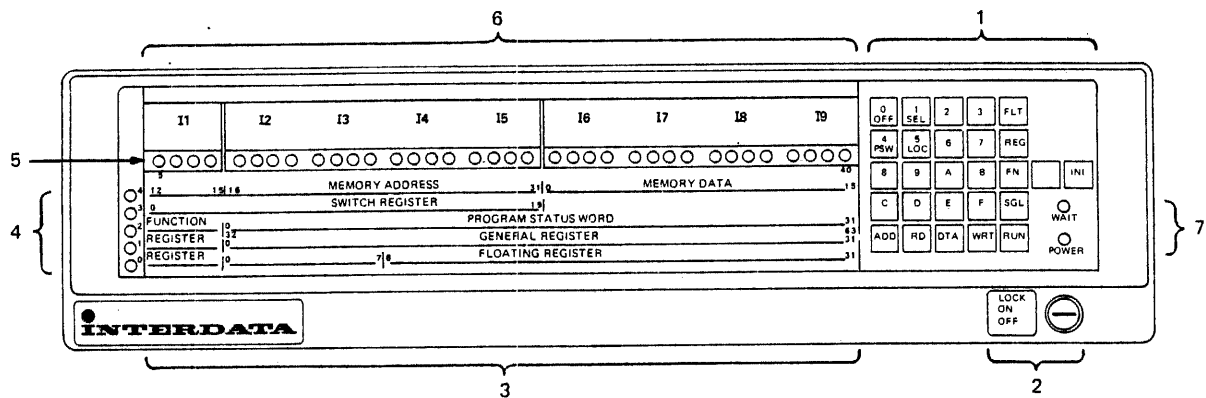 6
1
I1 I2 I3 I4 I5 I6 I7 I8 I9
0 OFF 1 SEL 2 3 FLT
4 PSW 5 LOC 6 7 REG
8 9 A B FN INI
C D E F SGL
ADD RD DTA WRT RUN
WAIT
POWER
7
5
5 40
4
4 12 15 16 MEMORY ADDRESS 31 0 MEMORY DATA 15
3 0 SWITCH REGISTER 19
2 FUNCTION 0 PROGRAM STATUS WORD 31
1 REGISTER 32 0 GENERAL REGISTER 63 31
0 REGISTER 0 7 8 FLOATING REGISTER 31
INTERDATA
LOCK
ON
OFF
3
2